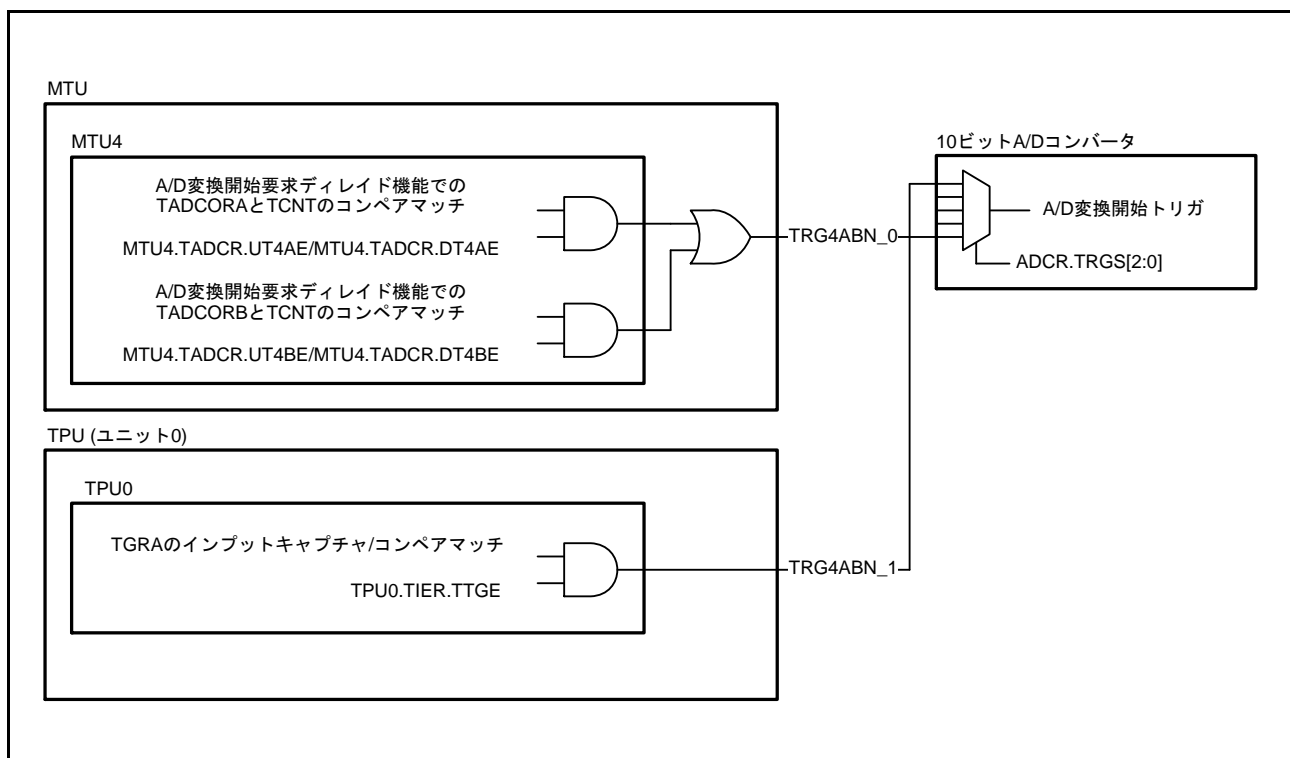 MTU
MTU4
A/D変換開始要求ディレイド機能での
TADCORAとTCNTのコンペアマッチ
MTU4.TADCR.UT4AE/MTU4.TADCR.DT4AE
A/D変換開始要求ディレイド機能での
TADCORBとTCNTのコンペアマッチ
MTU4.TADCR.UT4BE/MTU4.TADCR.DT4BE
TRG4ABN_0
10ビットA/Dコンバータ
A/D変換開始トリガ
ADCR.TRGS[2:0]
TPU (ユニット0)
TPU0
TGRAのインプットキャプチャ/コンペアマッチ
TPU0.TIER.TTGE
TRG4ABN_1